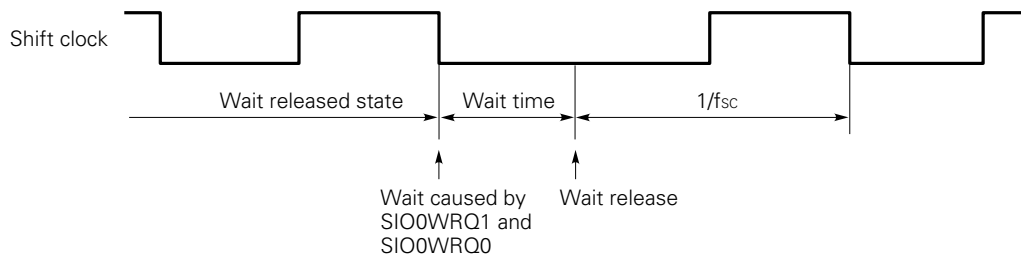 Shift clock
Wait released state
Wait time
1/fsc
Wait caused by
SIO0WRQ1 and
SIO0WRQ0
Wait release